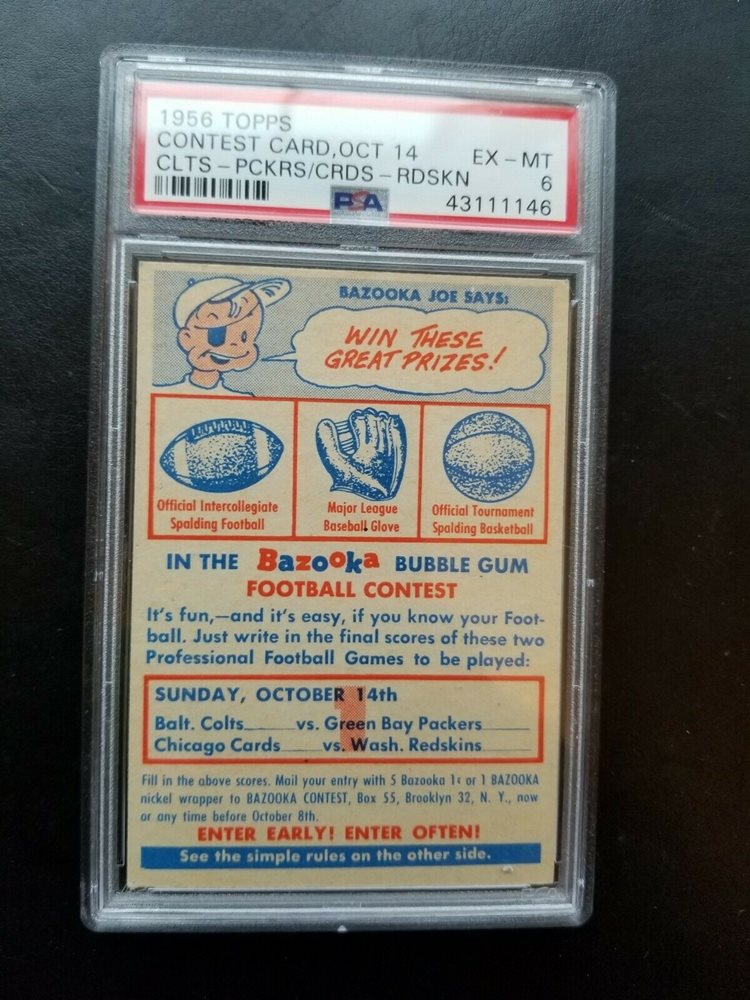 1956 TOPPS
CONTEST CARD,OCT 14 EX-MT
CLTS-PCKRS/CRDS-RDSKN 6
PSA 43111146
BAZOOKA JOE SAYS:
WIN THESE
GREAT PRIZES!
Official Intercollegiate
Spalding Football
Major League
Baseball Glove
Official Tournament
Spalding Basketball
IN THE Bazooka BUBBLE GUM
FOOTBALL CONTEST
It's fun,—and it's easy, if you know your Foot-
ball. Just write in the final scores of these two
Professional Football Games to be played:
1
SUNDAY, OCTOBER 14th
Balt. Colts_____vs. Green Bay Packers_____
Chicago Cards_____vs. Wash. Redskins_____
Fill in the above scores. Mail your entry with 5 Bazooka 1¢ or 1 BAZOOKA
nickel wrapper to BAZOOKA CONTEST, Box 55, Brooklyn 32, N. Y., now
or any time before October 8th.
ENTER EARLY! ENTER OFTEN!
See the simple rules on the other side.